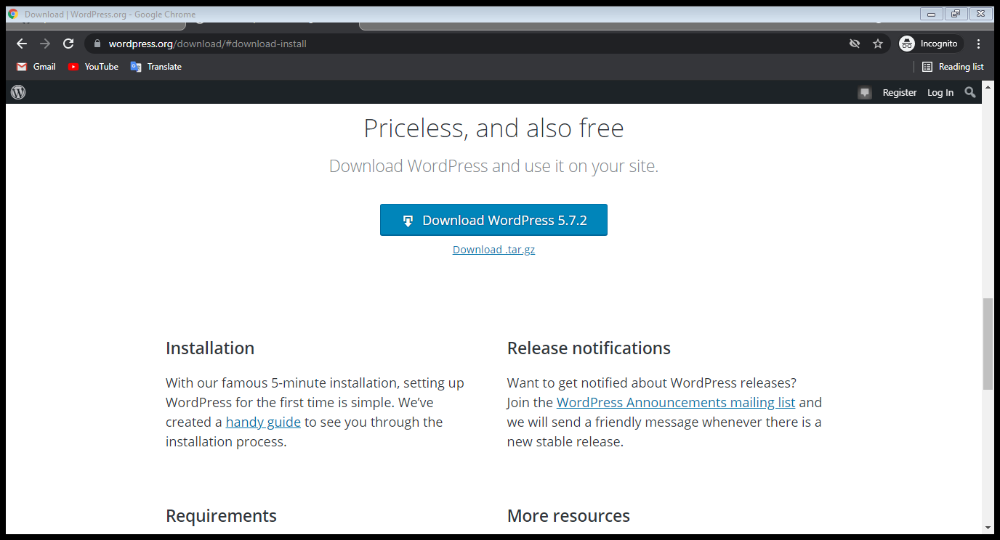 Download | WordPress.org - Google Chrome
wordpress.org/download/#download-install
Incognito
Gmail
YouTube
Translate
Reading list
Register
Log In
Priceless, and also free
Download WordPress and use it on your site.
Download WordPress 5.7.2
Download .tar.gz
Installation
With our famous 5-minute installation, setting up
WordPress for the first time is simple. We’ve
created a handy guide to see you through the
installation process.
Release notifications
Want to get notified about WordPress releases?
Join the WordPress Announcements mailing list and
we will send a friendly message whenever there is a
new stable release.
Requirements
More resources